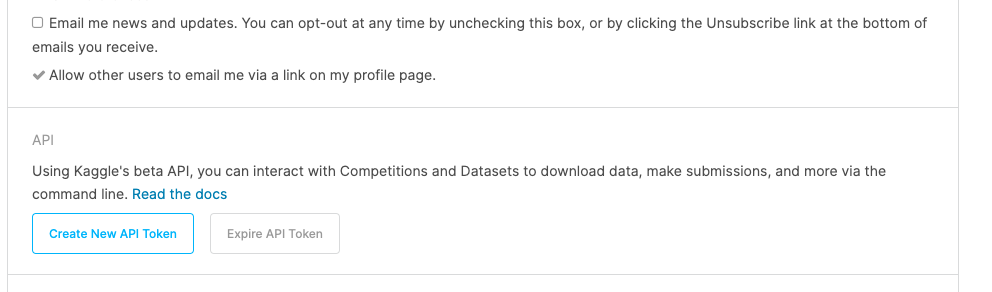 Email me news and updates. You can opt-out at any time by unchecking this box, or by clicking the Unsubscribe link at the bottom of
emails you receive.
Allow other users to email me via a link on my profile page.
API
Using Kaggle's beta API, you can interact with Competitions and Datasets to download data, make submissions, and more via the
command line. Read the docs
Create New API Token Expire API Token